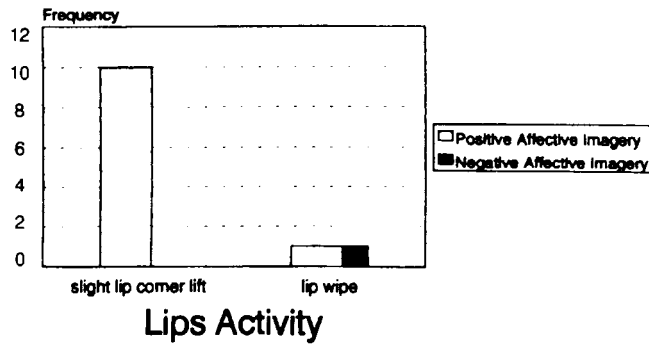 Frequency
12
10
8
6
4
2
0
Positive Affective Imagery
Negative Affective Imagery
slight lip corner lift lip wipe
Lips Activity